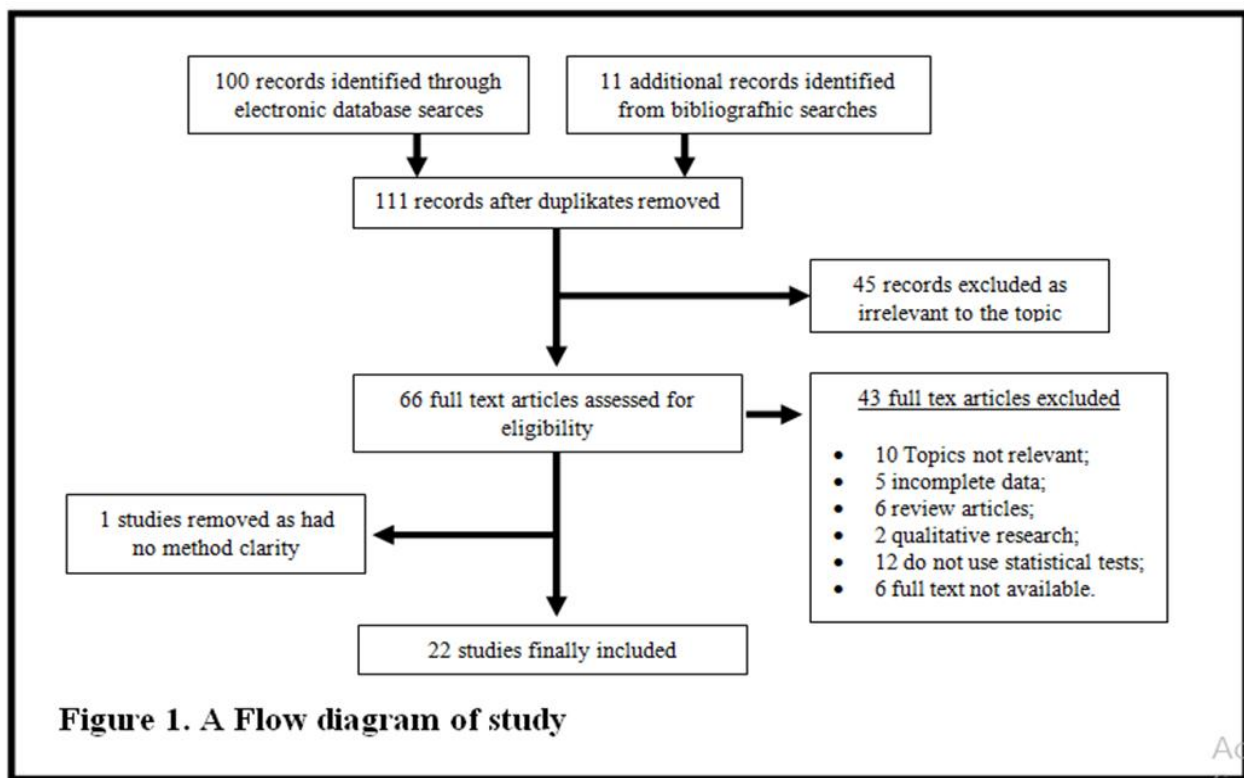 100 records identified through
electronic database searces
11 additional records identified
from bibliografhic searches
111 records after duplikates removed
45 records excluded as
irrelevant to the topic
66 full text articles assessed for
eligibility
43 full tex articles excluded
• 10 Topics not relevant;
• 5 incomplete data;
• 6 review articles;
• 2 qualitative research;
• 12 do not use statistical tests;
• 6 full text not available.
1 studies removed as had
no method clarity
22 studies finally included
Figure 1. A Flow diagram of study